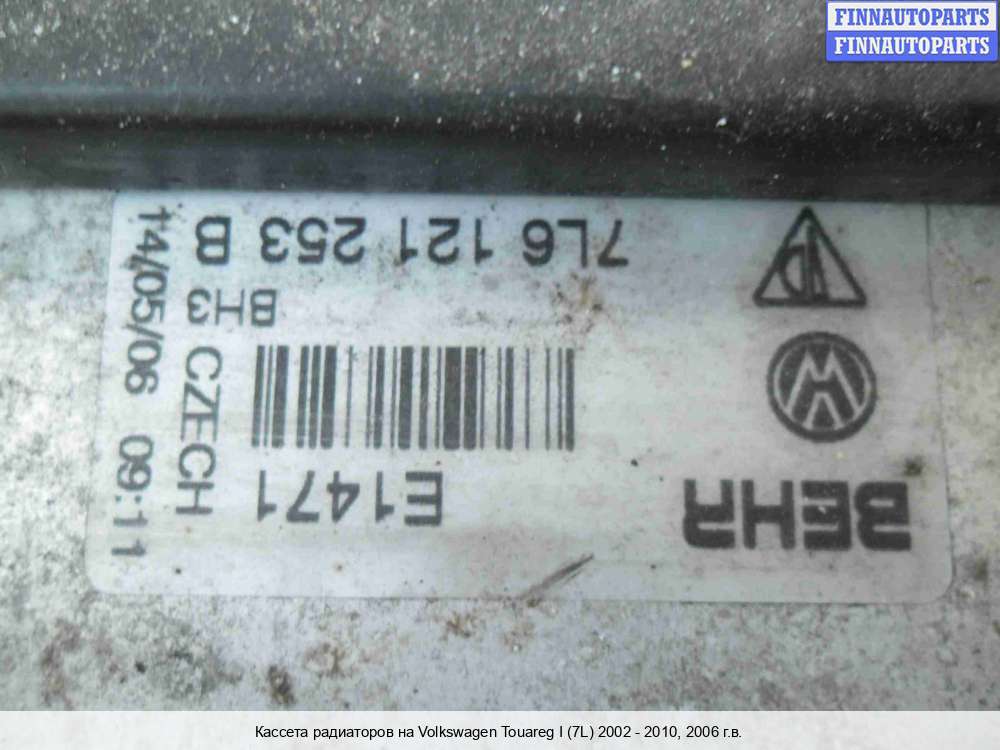 FINNAUTOPARTS
FINNAUTOPARTS
BEHR
E1471
BH3
7L6 121 253 B
CZECH
14/05/06 09:11
Кассета радиаторов на Volkswagen Touareg I (7L) 2002 - 2010, 2006 г.в.